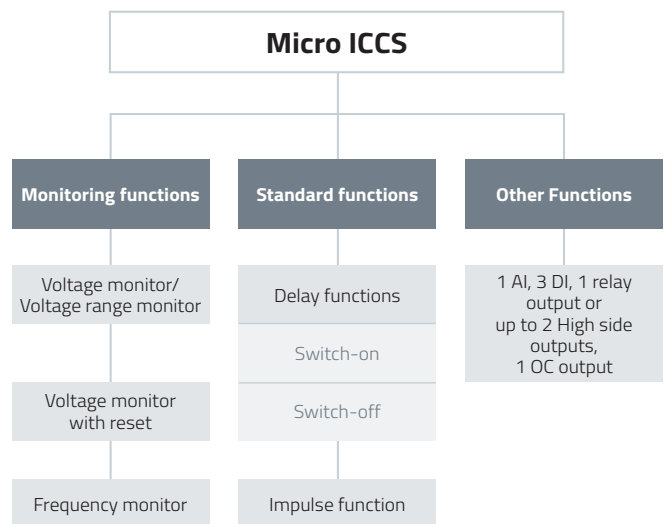 Micro ICCS
Monitoring functions
Voltage monitor/
Voltage range monitor
Voltage monitor
with reset
Frequency monitor
Standard functions
Delay functions
Switch-on
Switch-off
Impulse function
Other Functions
1 AI, 3 DI, 1 relay
output or
up to 2 High side
outputs,
1 OC output